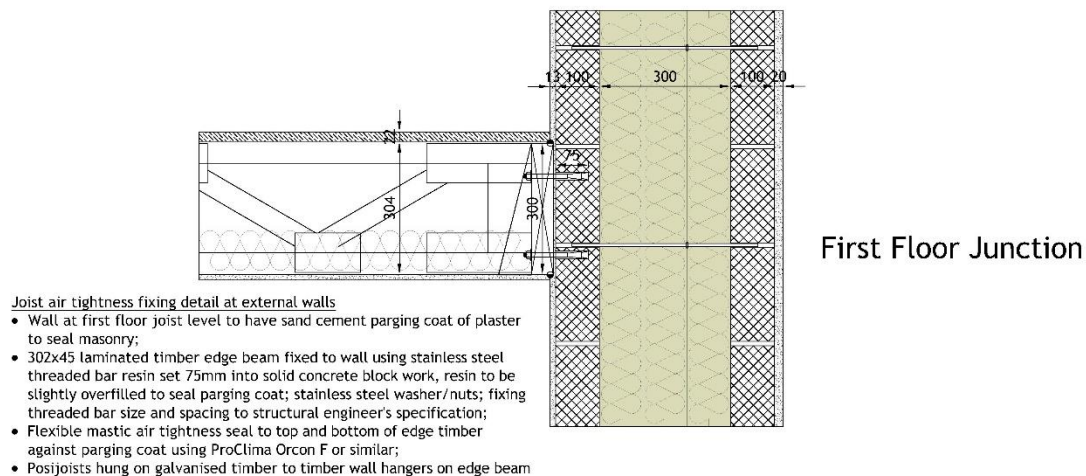 13 100 300 100 20
22
75
304
300
First Floor Junction
Joist air tightness fixing detail at external walls
• Wall at first floor joist level to have sand cement parging coat of plaster
to seal masonry;
• 302x45 laminated timber edge beam fixed to wall using stainless steel
threaded bar resin set 75mm into solid concrete block work, resin to be
slightly overfilled to seal parging coat; stainless steel washer/nuts; fixing
threaded bar size and spacing to structural engineer's specification;
• Flexible mastic air tightness seal to top and bottom of edge timber
against parging coat using ProClima Orcon F or similar;
• Posijoists hung on galvanised timber to timber wall hangers on edge beam